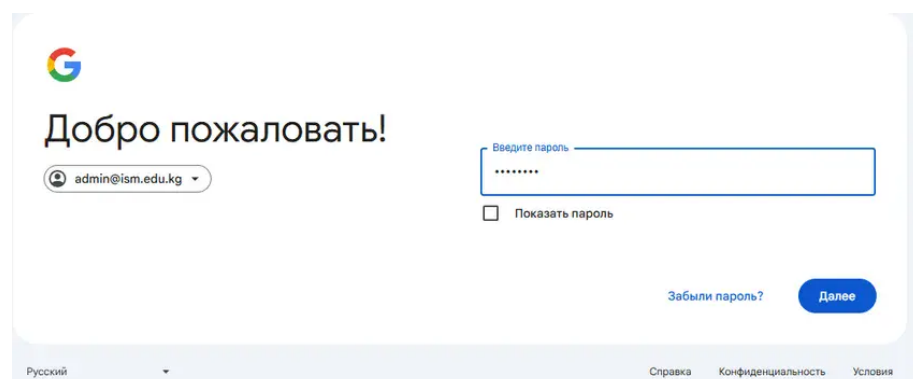 Добро пожаловать!
admin@ism.edu.kg
Введите пароль
••••••••
Показать пароль
Забыли пароль?
Далее
Русский
Справка Конфиденциальность Условия